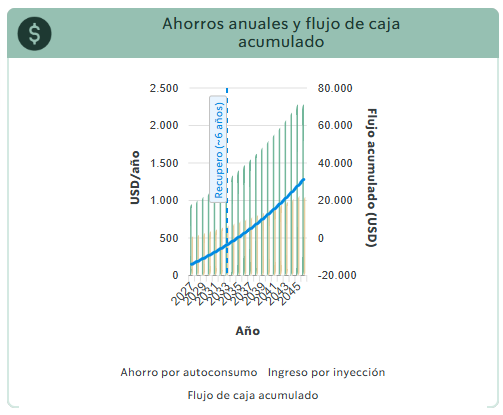 $
Ahorros anuales y flujo de caja
acumulado
2.500
2.000
1.500
1.000
500
0
USD/año
80.000
60.000
40.000
20.000
0
-20.000
Flujo acumulado (USD)
Recupero (~6 años)
2027
2029
2031
2033
2035
2037
2039
2041
2043
2045
Año
Ahorro por autoconsumo Ingreso por inyección
Flujo de caja acumulado